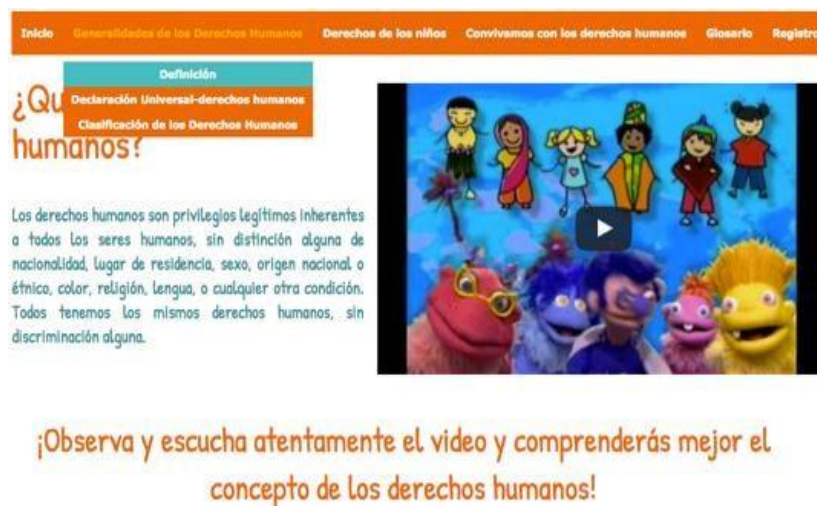 Inicio Generalidades de los Derechos Humanos Derechos de los niños Convivamos con los derechos humanos Glosario Registro
Definición
Declaración Universal-derechos humanos
Clasificación de los Derechos Humanos
¿Qu
humanos?
Los derechos humanos son privilegios legítimos inherentes
a todos los seres humanos, sin distinción alguna de
nacionalidad, lugar de residencia, sexo, origen nacional o
étnico, color, religión, lengua, o cualquier otra condición.
Todos tenemos los mismos derechos humanos, sin
discriminación alguna.
¡Observa y escucha atentamente el video y comprenderás mejor el
concepto de los derechos humanos!